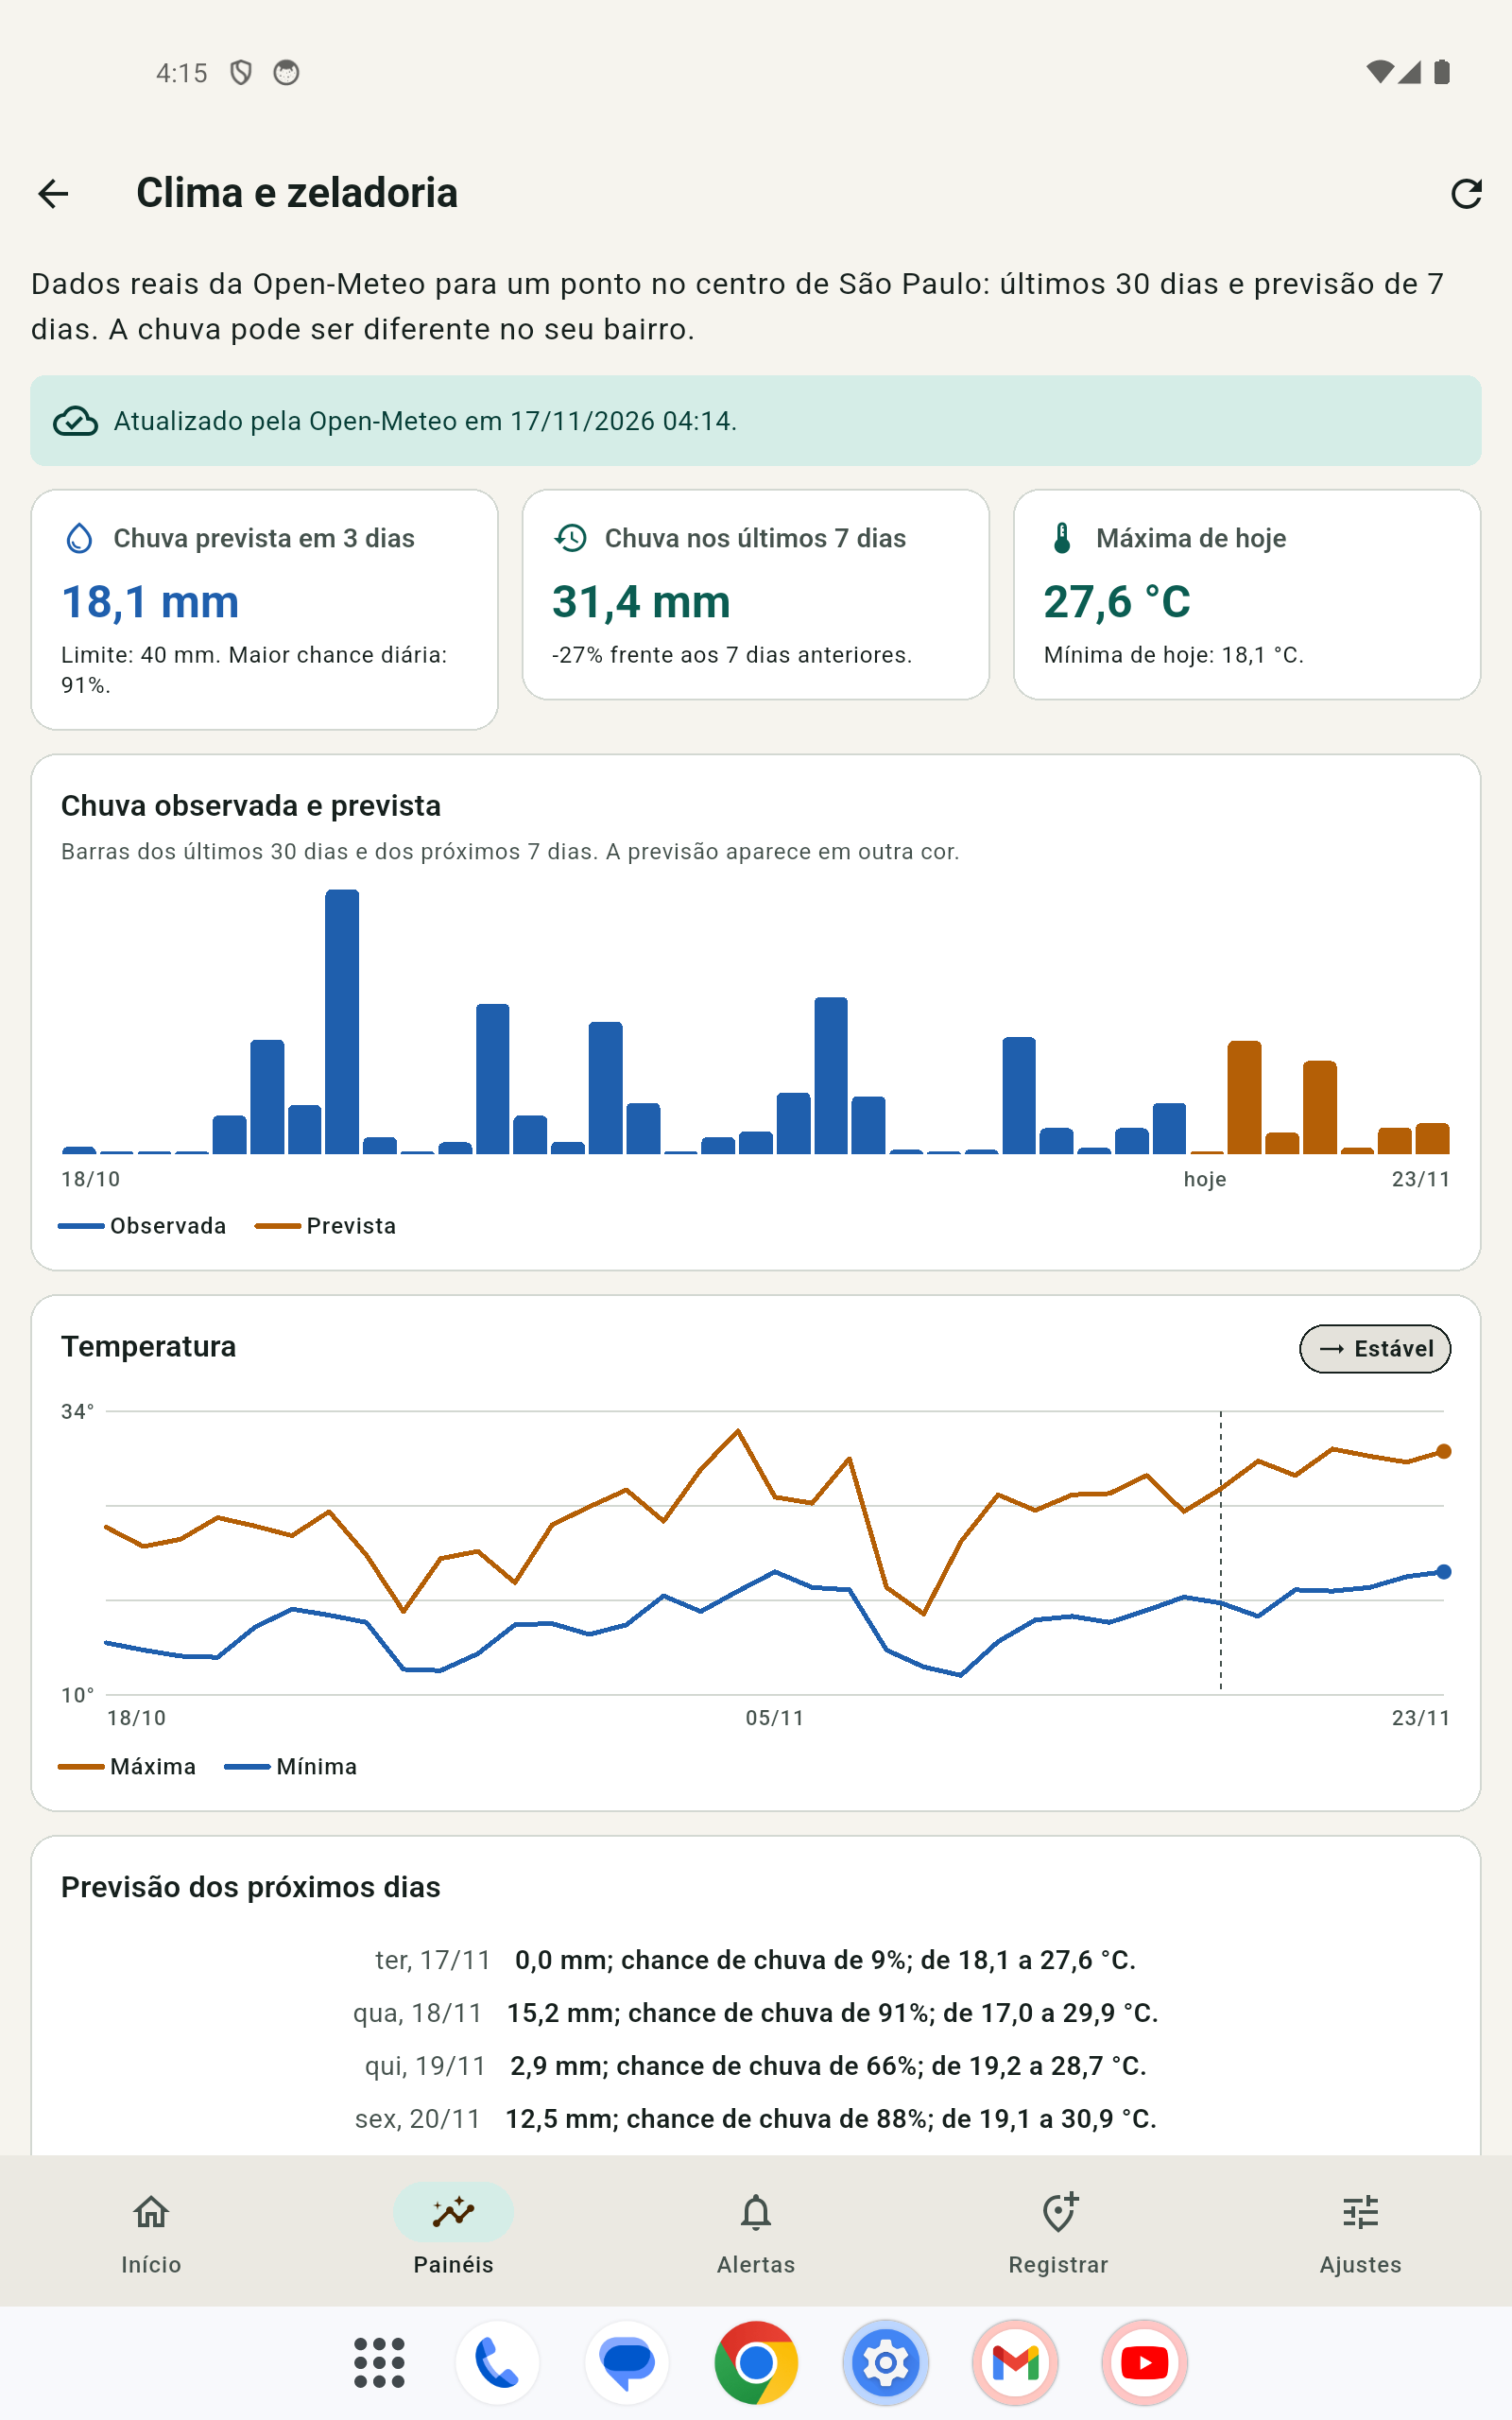 4:15
Clima e zeladoria
Dados reais da Open-Meteo para um ponto no centro de São Paulo: últimos 30 dias e previsão de 7
dias. A chuva pode ser diferente no seu bairro.
Atualizado pela Open-Meteo em 17/11/2026 04:14.
Chuva prevista em 3 dias
18,1 mm
Limite: 40 mm. Maior chance diária:
91%.
Chuva nos últimos 7 dias
31,4 mm
-27% frente aos 7 dias anteriores.
Máxima de hoje
27,6 °C
Mínima de hoje: 18,1 °C.
Chuva observada e prevista
Barras dos últimos 30 dias e dos próximos 7 dias. A previsão aparece em outra cor.
18/10 hoje 23/11
Observada Prevista
Temperatura
→ Estável
34°
10°
18/10 05/11 23/11
Máxima Mínima
Previsão dos próximos dias
ter, 17/11 0,0 mm; chance de chuva de 9%; de 18,1 a 27,6 °C.
qua, 18/11 15,2 mm; chance de chuva de 91%; de 17,0 a 29,9 °C.
qui, 19/11 2,9 mm; chance de chuva de 66%; de 19,2 a 28,7 °C.
sex, 20/11 12,5 mm; chance de chuva de 88%; de 19,1 a 30,9 °C.
Início Painéis Alertas Registrar Ajustes